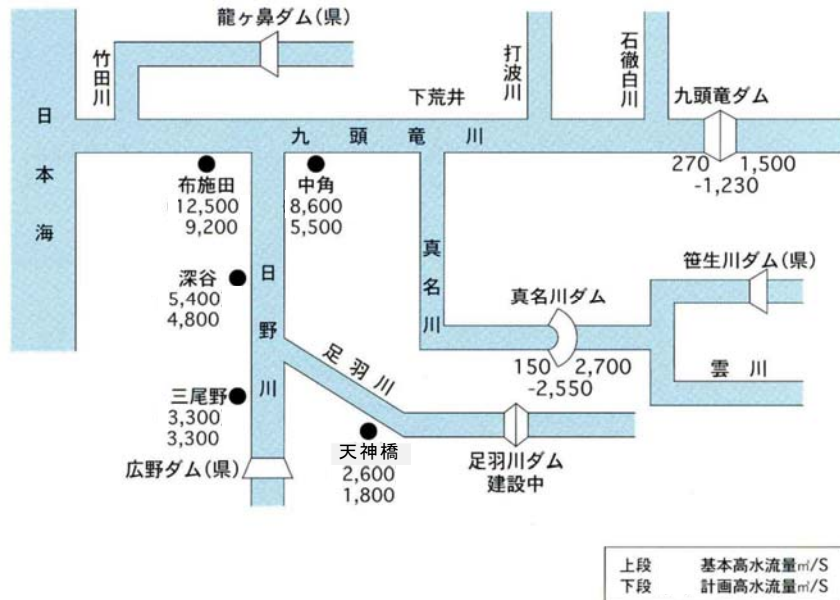 龍ヶ鼻ダム(県)
竹田川
打波川
石徹白川
九頭竜ダム
下荒井
日本海
九頭竜川
270 1,500
-1,230
布施田
12,500
9,200
中角
8,600
5,500
真名川
笹生川ダム(県)
深谷
5,400
4,800
日野川
真名川ダム
150 2,700
-2,550
雲川
足羽川
三尾野
3,300
3,300
天神橋
2,600
1,800
広野ダム(県)
足羽川ダム
建設中
上段 基本高水流量㎥/S
下段 計画高水流量㎥/S